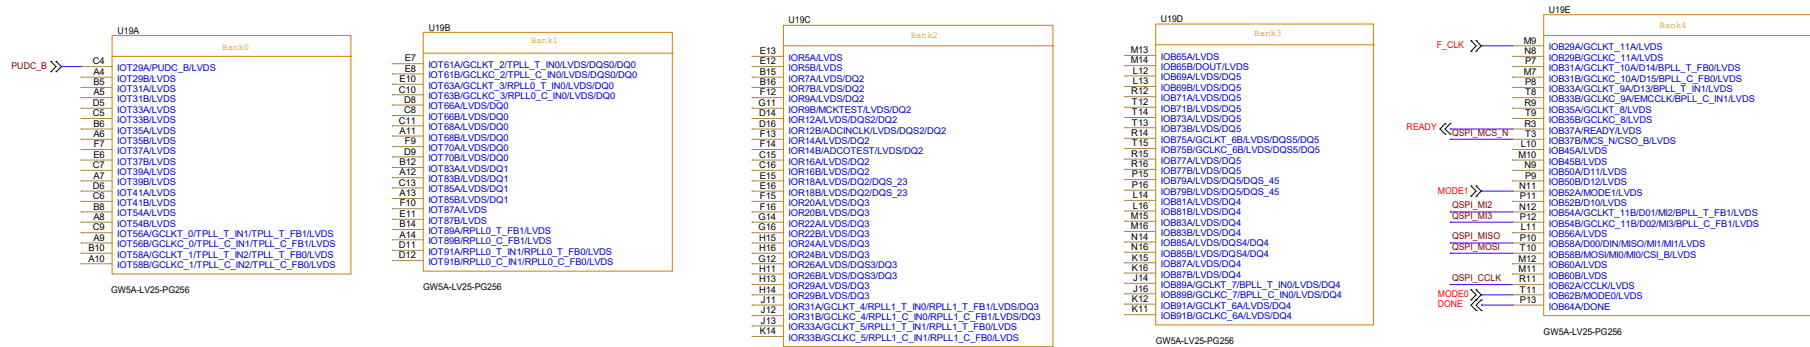 U19A
Bank0
PUDC_B C4 IOT29A/PUDC_B/LVDS
A4 IOT29B/LVDS
B5 IOT31A/LVDS
A5 IOT31B/LVDS
D5 IOT33A/LVDS
C5 IOT33B/LVDS
B6 IOT35A/LVDS
A6 IOT35B/LVDS
F7 IOT37A/LVDS
E6 IOT37B/LVDS
C7 IOT39A/LVDS
A7 IOT39B/LVDS
D6 IOT41A/LVDS
C6 IOT41B/LVDS
B8 IOT54A/LVDS
A8 IOT54B/LVDS
C9 IOT56A/GCLKT_0/TPLL_T_IN1/TPLL_T_FB1/LVDS
A9 IOT56B/GCLKC_0/TPLL_C_IN1/TPLL_C_FB1/LVDS
B10 IOT58A/GCLKT_1/TPLL_T_IN2/TPLL_T_FB0/LVDS
A10 IOT58B/GCLKC_1/TPLL_C_IN2/TPLL_C_FB0/LVDS
GW5A-LV25-PG256
U19B
Bank1
E7 IOT61A/GCLKT_2/TPLL_T_IN0/LVDS/DQS0/DQ0
E8 IOT61B/GCLKC_2/TPLL_C_IN0/LVDS/DQS0/DQ0
E10 IOT63A/GCLKT_3/RPLL0_T_IN0/LVDS/DQ0
C10 IOT63B/GCLKC_3/RPLL0_C_IN0/LVDS/DQ0
D8 IOT66A/LVDS/DQ0
C8 IOT66B/LVDS/DQ0
C11 IOT68A/LVDS/DQ0
A11 IOT68B/LVDS/DQ0
F9 IOT70A/LVDS/DQ0
D9 IOT70B/LVDS/DQ0
B12 IOT83A/LVDS/DQ1
A12 IOT83B/LVDS/DQ1
C13 IOT85A/LVDS/DQ1
A13 IOT85B/LVDS/DQ1
F10 IOT87A/LVDS
E11 IOT87B/LVDS
B14 IOT89A/RPLL0_T_FB1/LVDS
A14 IOT89B/RPLL0_C_FB1/LVDS
D11 IOT91A/RPLL0_T_IN1/RPLL0_T_FB0/LVDS
D12 IOT91B/RPLL0_C_IN1/RPLL0_C_FB0/LVDS
GW5A-LV25-PG256
U19C
Bank2
E13 IOR5A/LVDS
E12 IOR5B/LVDS
B15 IOR7A/LVDS/DQ2
B16 IOR7B/LVDS/DQ2
F12 IOR9A/LVDS/DQ2
G11 IOR9B/MCKTEST/LVDS/DQ2
D14 IOR12A/LVDS/DQS2/DQ2
D16 IOR12B/ADCINCLK/LVDS/DQS2/DQ2
F13 IOR14A/LVDS/DQ2
F14 IOR14B/ADCOTEST/LVDS/DQ2
C15 IOR16A/LVDS/DQ2
C16 IOR16B/LVDS/DQ2
E15 IOR18A/LVDS/DQ2/DQS_23
E16 IOR18B/LVDS/DQ2/DQS_23
F15 IOR20A/LVDS/DQ3
F16 IOR20B/LVDS/DQ3
G14 IOR22A/LVDS/DQ3
G16 IOR22B/LVDS/DQ3
H15 IOR24A/LVDS/DQ3
H16 IOR24B/LVDS/DQ3
G12 IOR26A/LVDS/DQS3/DQ3
H11 IOR26B/LVDS/DQS3/DQ3
H13 IOR29A/LVDS/DQ3
H14 IOR29B/LVDS/DQ3
J11 IOR31A/GCLKT_4/RPLL1_T_IN0/RPLL1_T_FB1/LVDS/DQ3
J12 IOR31B/GCLKC_4/RPLL1_C_IN0/RPLL1_C_FB1/LVDS/DQ3
J13 IOR33A/GCLKT_5/RPLL1_T_IN1/RPLL1_T_FB0/LVDS
K14 IOR33B/GCLKC_5/RPLL1_C_IN1/RPLL1_C_FB0/LVDS
U19D
Bank3
M13 IOB65A/LVDS
M14 IOB65B/DOUT/LVDS
L12 IOB69A/LVDS/DQ5
L13 IOB69B/LVDS/DQ5
R12 IOB71A/LVDS/DQ5
T12 IOB71B/LVDS/DQ5
T14 IOB73A/LVDS/DQ5
T13 IOB73B/LVDS/DQ5
R14 IOB75A/GCLKT_6B/LVDS/DQS5/DQ5
T15 IOB75B/GCLKC_6B/LVDS/DQS5/DQ5
R15 IOB77A/LVDS/DQ5
R16 IOB77B/LVDS/DQ5
P15 IOB79A/LVDS/DQ5/DQS_45
P16 IOB79B/LVDS/DQ5/DQS_45
L14 IOB81A/LVDS/DQ4
L16 IOB81B/LVDS/DQ4
M15 IOB83A/LVDS/DQ4
M16 IOB83B/LVDS/DQ4
N14 IOB85A/LVDS/DQS4/DQ4
N16 IOB85B/LVDS/DQS4/DQ4
K15 IOB87A/LVDS/DQ4
K16 IOB87B/LVDS/DQ4
J14 IOB89A/GCLKT_7/BPLL_T_IN0/LVDS/DQ4
J16 IOB89B/GCLKC_7/BPLL_C_IN0/LVDS/DQ4
K12 IOB91A/GCLKT_6A/LVDS/DQ4
K11 IOB91B/GCLKC_6A/LVDS/DQ4
GW5A-LV25-PG256
U19E
Bank4
F_CLK M9 IOB29A/GCLKT_11A/LVDS
N8 IOB29B/GCLKC_11A/LVDS
P7 IOB31A/GCLKT_10A/D14/BPLL_T_FB0/LVDS
M7 IOB31B/GCLKC_10A/D15/BPLL_C_FB0/LVDS
P8 IOB33A/GCLKT_9A/D13/BPLL_T_IN1/LVDS
T8 IOB33B/GCLKC_9A/EMCCLK/BPLL_C_IN1/LVDS
R9 IOB35A/GCLKT_8/LVDS
T9 IOB35B/GCLKC_8/LVDS
READY R3 IOB37A/READY/LVDS
QSPI_MCS_N T3 IOB37B/MCS_N/CSO_B/LVDS
L10 IOB45A/LVDS
M10 IOB45B/LVDS
N9 IOB50A/D11/LVDS
P9 IOB50B/D12/LVDS
MODE1 N11 IOB52A/MODE1/LVDS
P11 IOB52B/D10/LVDS
QSPI_MI2 N12 IOB54A/GCLKT_11B/D01/MI2/BPLL_T_FB1/LVDS
QSPI_MI3 P12 IOB54B/GCLKC_11B/D02/MI3/BPLL_C_FB1/LVDS
L11 IOB56A/LVDS
QSPI_MISO P10 IOB58A/D00/DIN/MISO/MI1/MI1/LVDS
QSPI_MOSI T10 IOB58B/MOSI/MI0/MI0/CSI_B/LVDS
M12 IOB60A/LVDS
M11 IOB60B/LVDS
QSPI_CCLK R11 IOB62A/CCLK/LVDS
MODE0 T11 IOB62B/MODE0/LVDS
DONE P13 IOB64A/DONE
GW5A-LV25-PG256